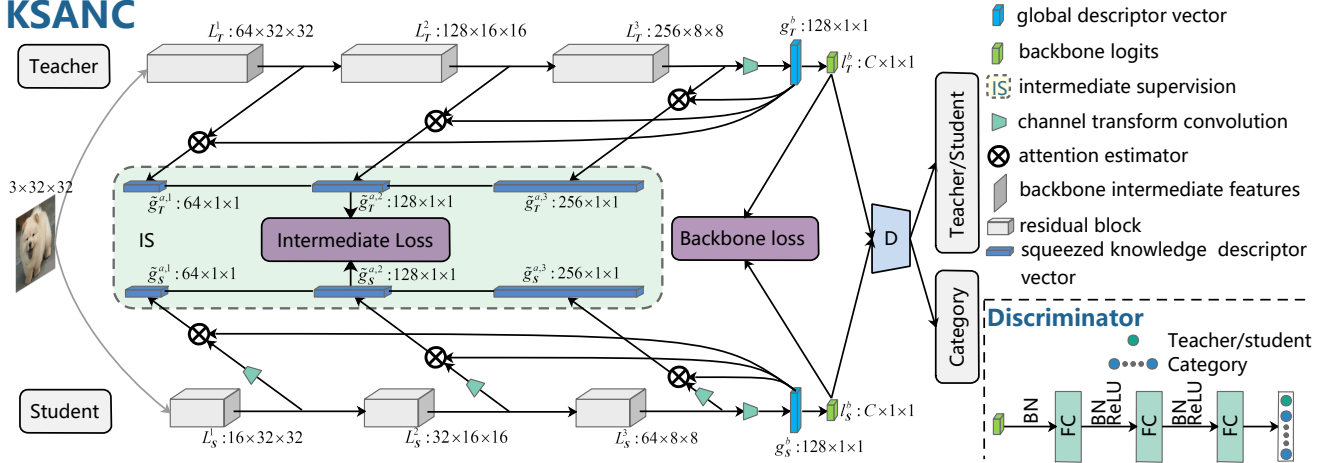 KSANC
Teacher
L_T^1 : 64×32×32
L_T^2 : 128×16×16
L_T^3 : 256×8×8
g_T^b : 128×1×1
l_T^b : C×1×1
3×32×32
g̃_T^{a,1} : 64×1×1
g̃_T^{a,2} : 128×1×1
g̃_T^{a,3} : 256×1×1
IS
Intermediate Loss
Backbone loss
D
Teacher/Student
Category
g̃_S^{a,1} : 64×1×1
g̃_S^{a,2} : 128×1×1
g̃_S^{a,3} : 256×1×1
Student
L_S^1 : 16×32×32
L_S^2 : 32×16×16
L_S^3 : 64×8×8
l_S^b : C×1×1
g_S^b : 128×1×1
global descriptor vector
backbone logits
IS intermediate supervision
channel transform convolution
attention estimator
backbone intermediate features
residual block
squeezed knowledge descriptor
vector
Discriminator
Teacher/student
Category
BN
FC
BN
ReLU
FC
BN
ReLU
FC